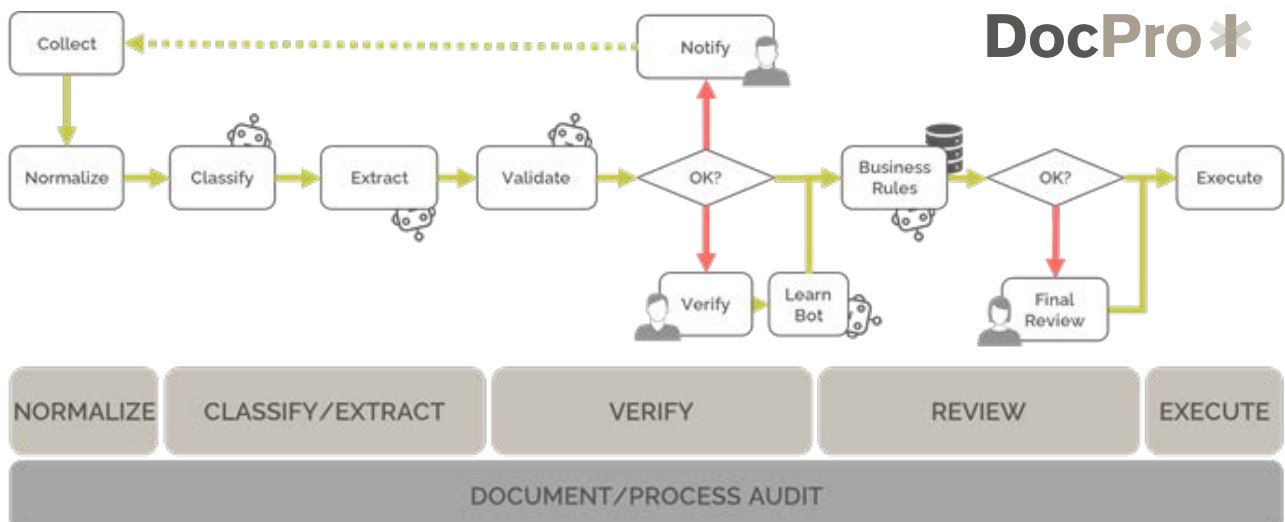 Collect
Notify
DocPro*
Normalize
Classify
Extract
Validate
OK?
Business
Rules
OK?
Execute
Verify
Learn
Bot
Final
Review
NORMALIZE
CLASSIFY/EXTRACT
VERIFY
REVIEW
EXECUTE
DOCUMENT/PROCESS AUDIT